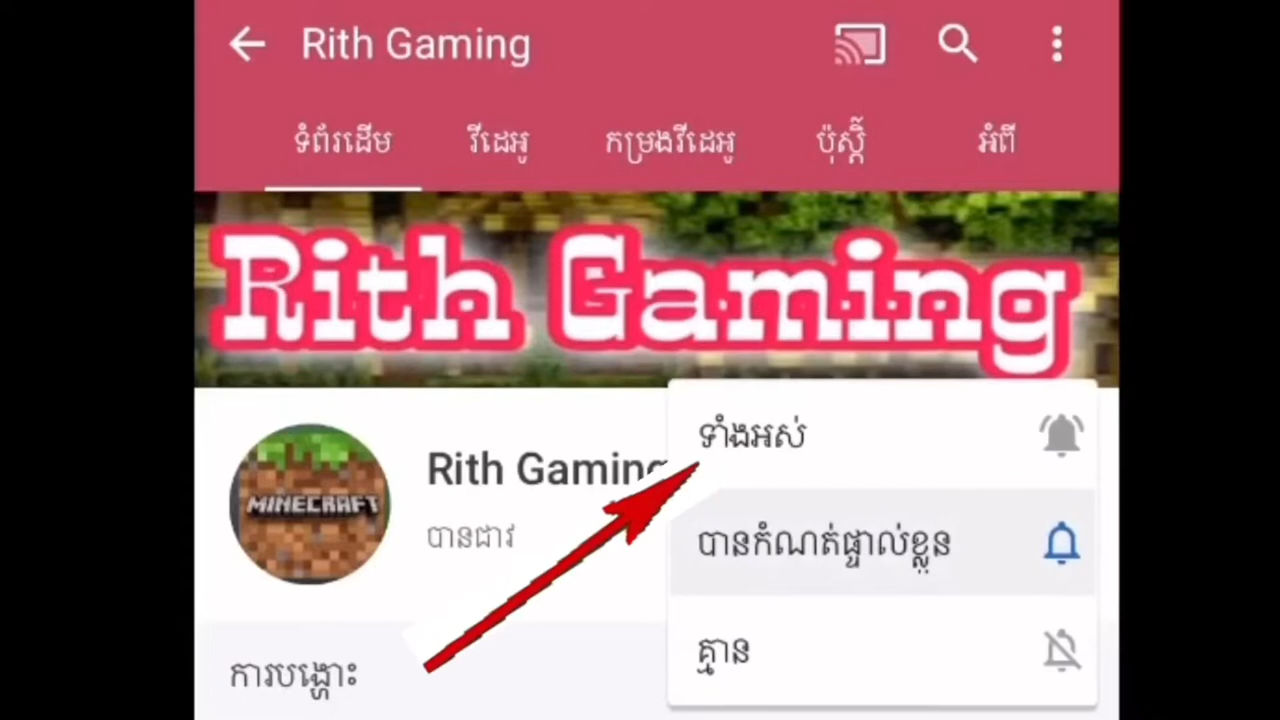 Rith Gaming
ទំព័រដើម វីដេអូ កម្រងវីដេអូ ប៉ុស្តិ៍ អំពី
Rith Gaming
ទាំងអស់
MINECRAFT
Rith Gaming
បានជាវ
បានកំណត់ផ្ទាល់ខ្លួន
គ្មាន
ការបង្ហោះ